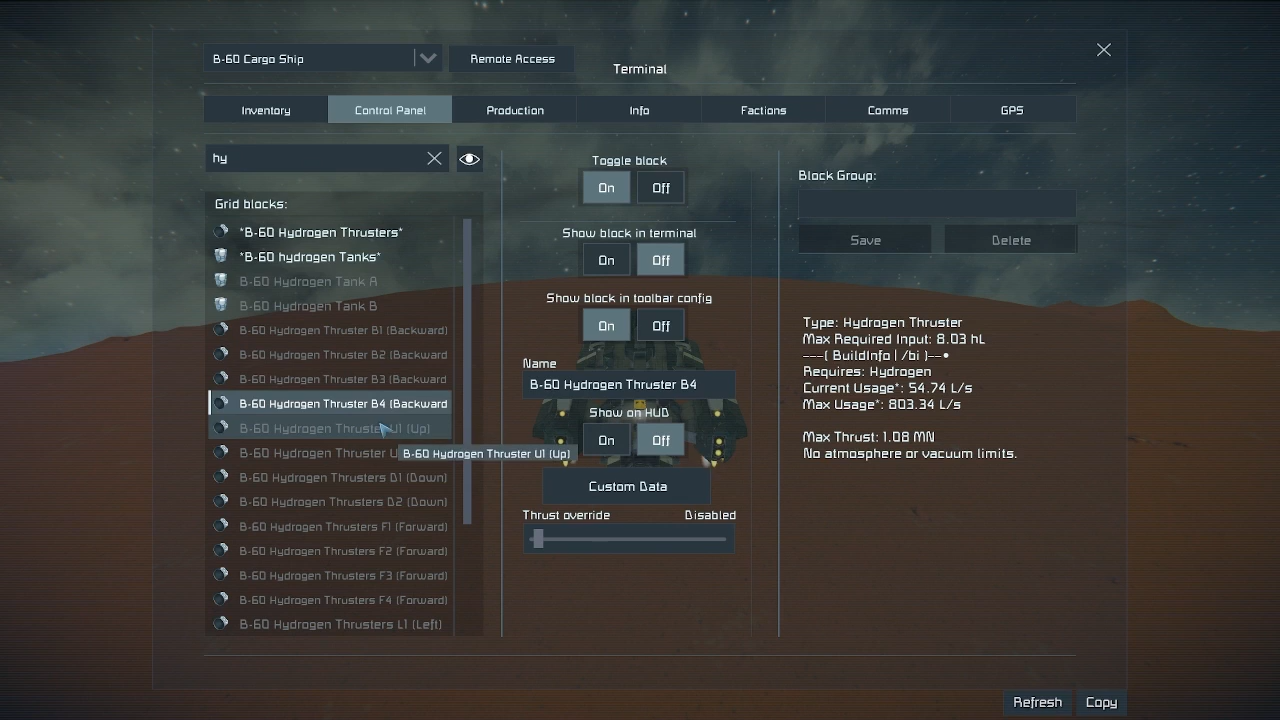 B-60 Cargo Ship
Remote Access
Terminal
Inventory
Control Panel
Production
Info
Factions
Comms
GPS
hy
Grid blocks:
*B-60 Hydrogen Thrusters*
*B-60 hydrogen Tanks*
B-60 Hydrogen Tank A
B-60 Hydrogen Tank B
B-60 Hydrogen Thruster B1 (Backward)
B-60 Hydrogen Thruster B2 (Backward
B-60 Hydrogen Thruster B3 (Backward
B-60 Hydrogen Thruster B4 (Backward
B-60 Hydrogen Thruster U1 (Up)
B-60 Hydrogen Thruster U
B-60 Hydrogen Thruster U1 (Up)
B-60 Hydrogen Thrusters D1 (Down)
B-60 Hydrogen Thrusters D2 (Down)
B-60 Hydrogen Thrusters F1 (Forward)
B-60 Hydrogen Thrusters F2 (Forward)
B-60 Hydrogen Thrusters F3 (Forward)
B-60 Hydrogen Thrusters F4 (Forward)
B-60 Hydrogen Thrusters L1 (Left)
Toggle block
On
Off
Show block in terminal
On
Off
Show block in toolbar config
On
Off
Name
B-60 Hydrogen Thruster B4
Show on HUD
On
Off
Custom Data
Thrust override
Disabled
Block Group:
Save
Delete
Type: Hydrogen Thruster
Max Required Input: 8.03 hL
---( BuildInfo | /bi )--•
Requires: Hydrogen
Current Usage*: 54.74 L/s
Max Usage*: 803.34 L/s
Max Thrust: 1.08 MN
No atmosphere or vacuum limits.
Refresh
Copy